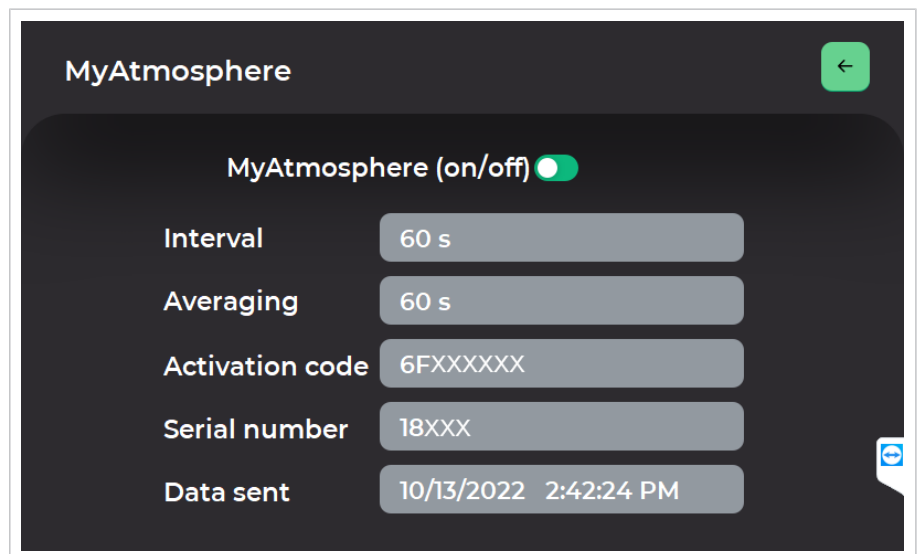 MyAtmosphere
MyAtmosphere (on/off)
Interval 60 s
Averaging 60 s
Activation code 6FXXXXXX
Serial number 18XXX
Data sent 10/13/2022 2:42:24 PM